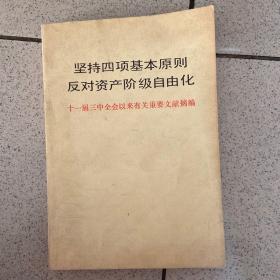 坚持四项基本原则
反对资产阶级自由化
十一届三中全会以来有关重要文献摘编